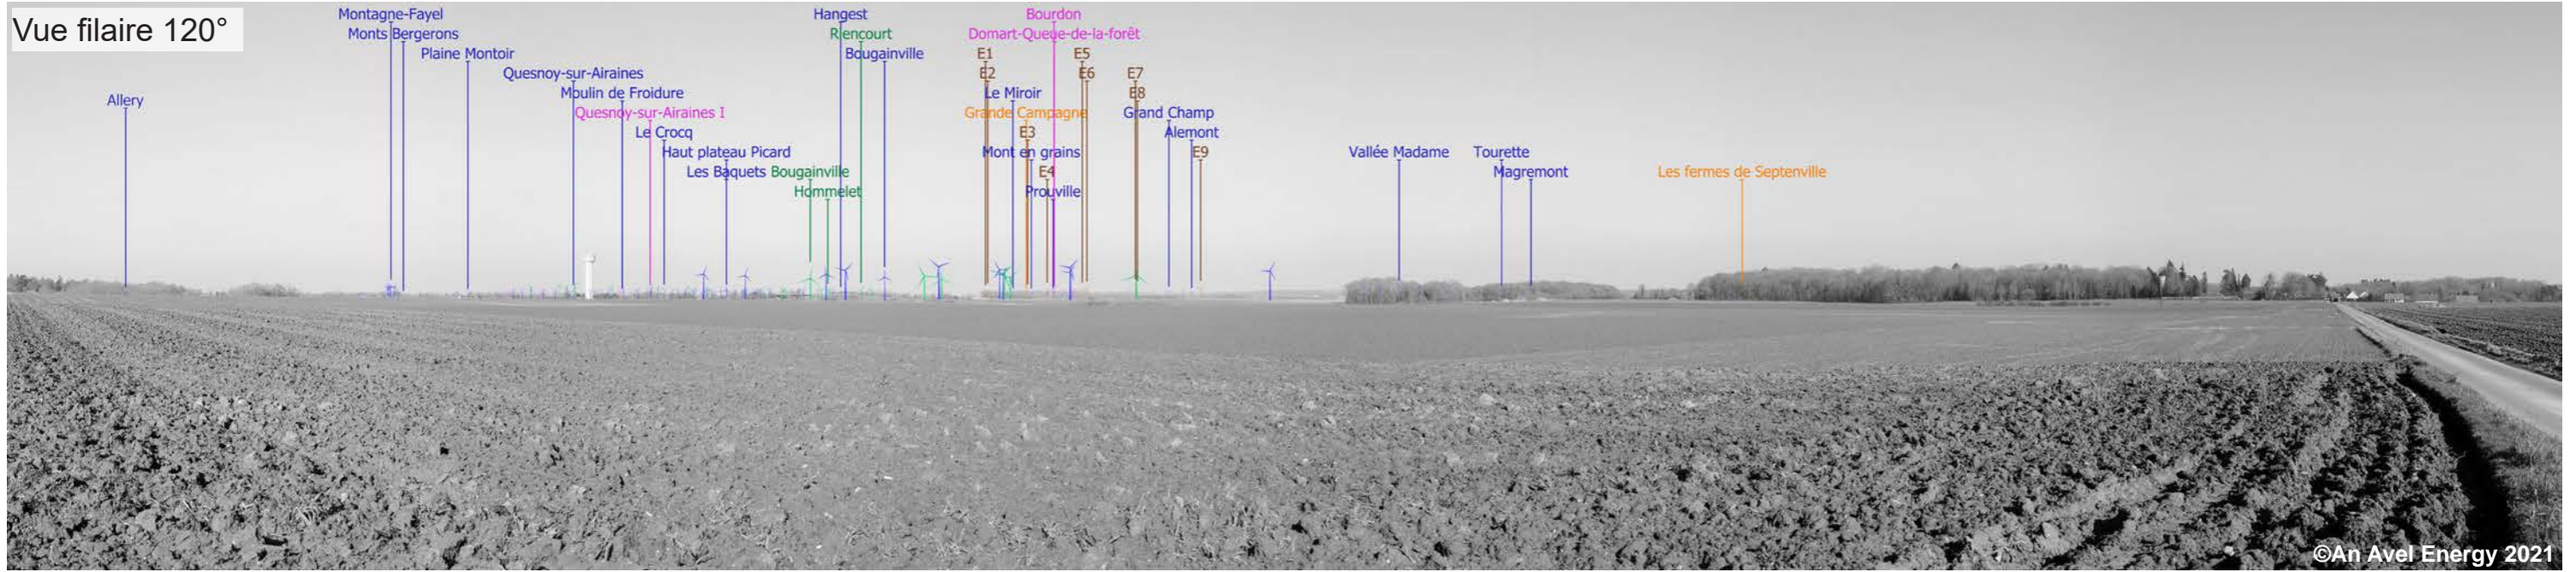 Vue filaire 120°
Montagne-Fayel
Hangest
Bourdon
Monts Bergerons
Riencourt
Domart-Queue-de-la-forêt
Plaine Montoir
Bougainville
E1
E5
Quesnoy-sur-Airaines
E2
E6
E7
Allery
Moulin de Froidure
Le Miroir
E8
Quesnoy-sur-Airaines I
Grande Campagne
Grand Champ
Le Crocq
E3
Alemont
Haut plateau Picard
Mont en grains
E9
Vallée Madame
Tourette
Les Baquets
Bougainville
E4
Magremont
Les fermes de Septenville
Hommelet
Prouville
©An Avel Energy 2021